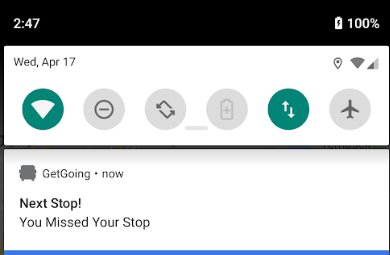 2:47 100%
Wed, Apr 17
GetGoing • now
Next Stop!
You Missed Your Stop